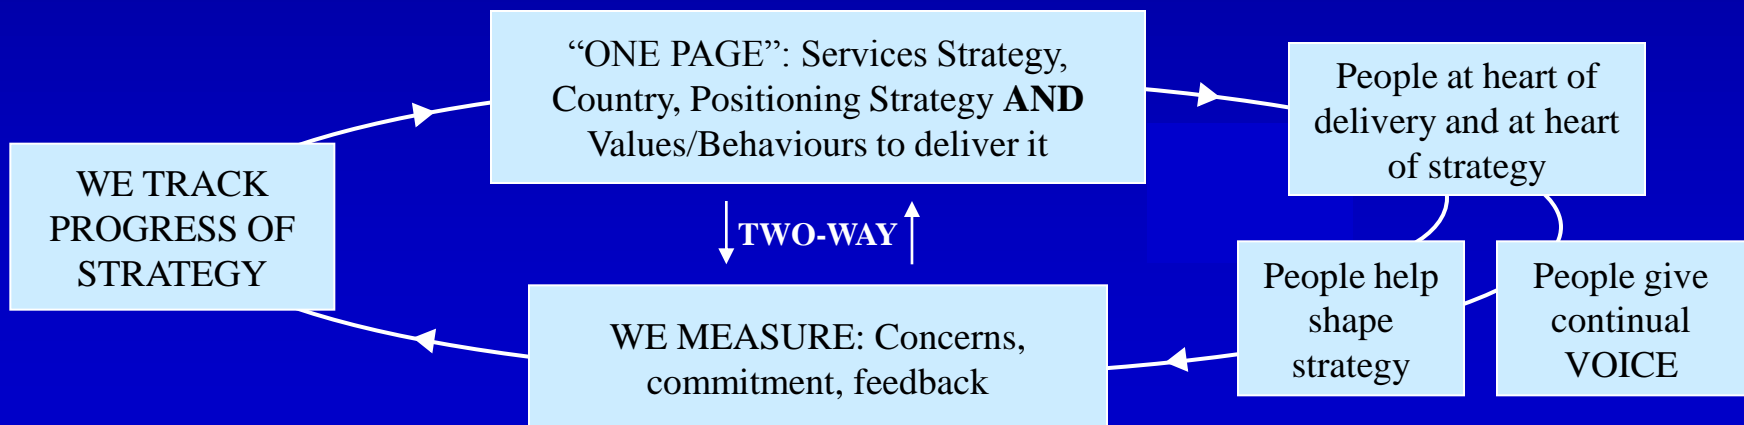 “ONE PAGE”: Services Strategy,
Country, Positioning Strategy AND
Values/Behaviours to deliver it
People at heart of
delivery and at heart
of strategy
WE TRACK
PROGRESS OF
STRATEGY
TWO-WAY
People help
shape
strategy
People give
continual
VOICE
WE MEASURE: Concerns,
commitment, feedback